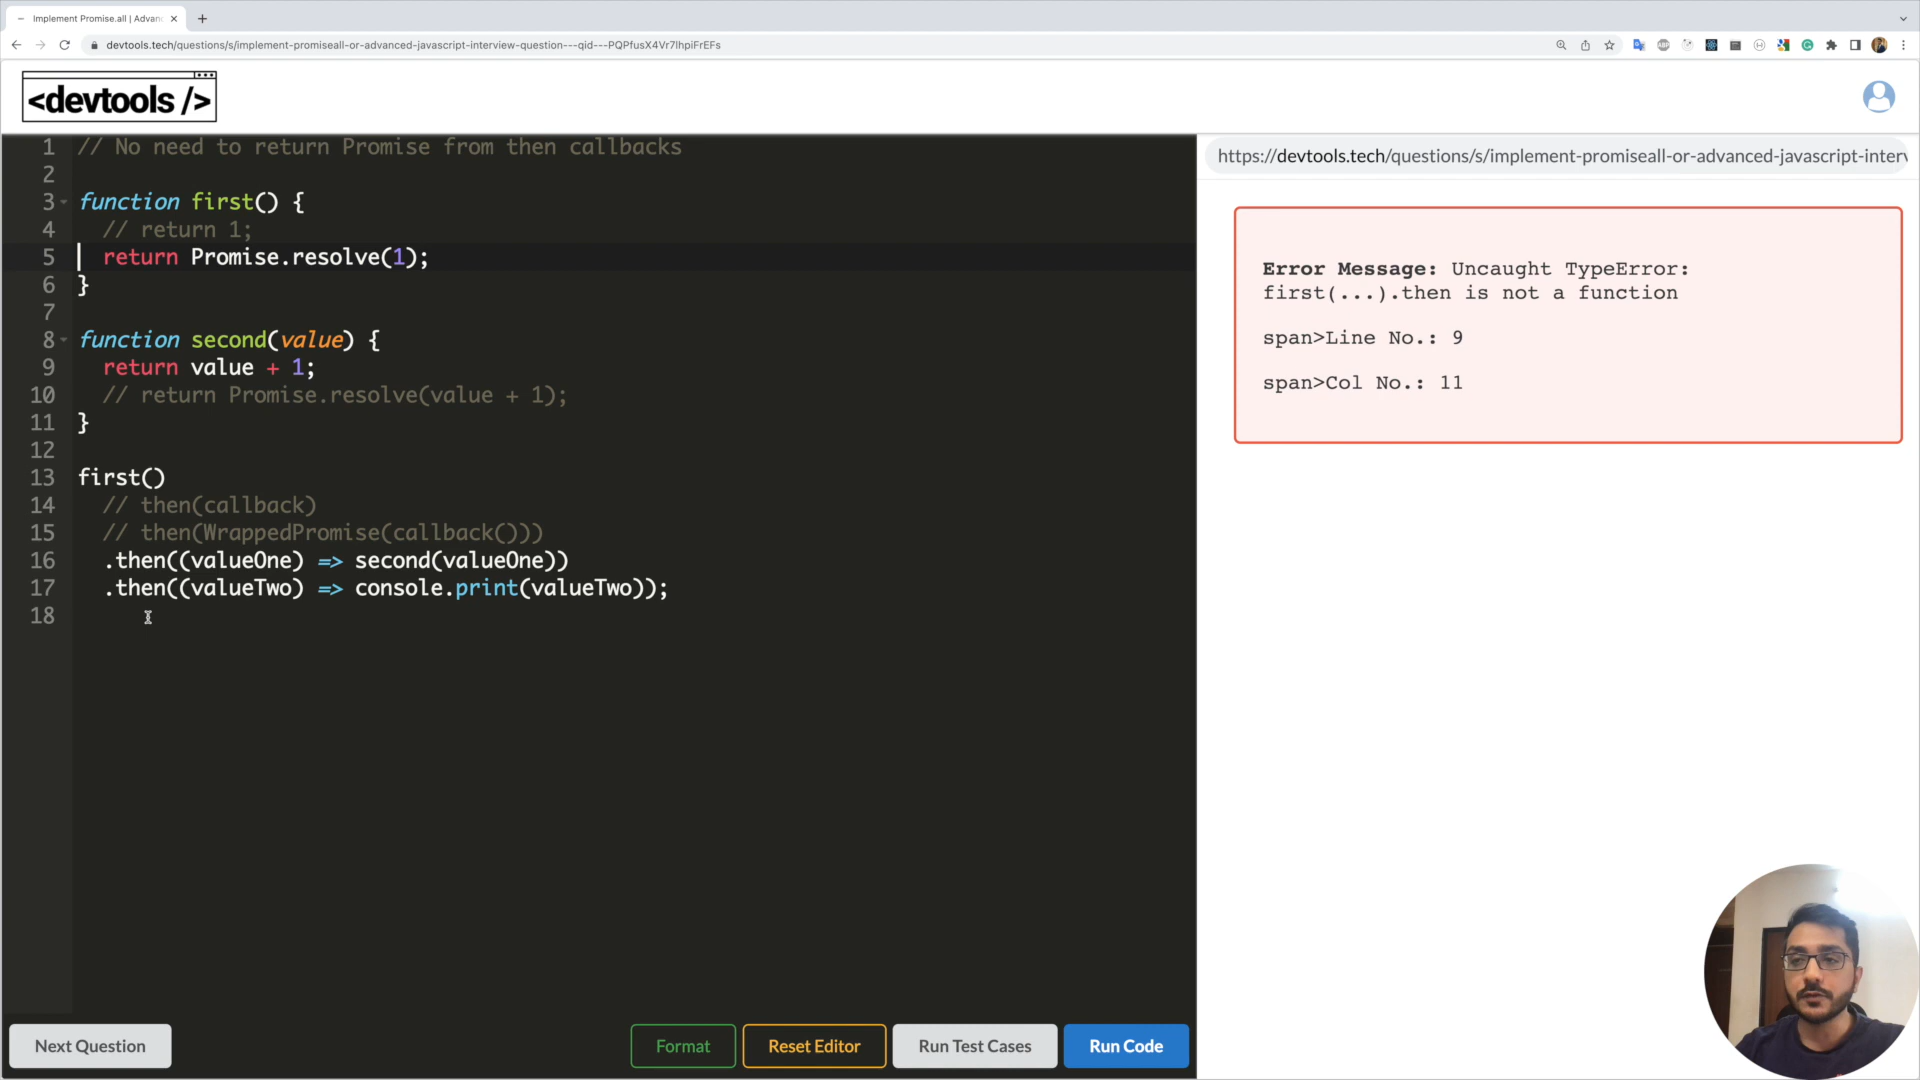 Implement Promise.all | Advan
devtools.tech/questions/s/implement-promiseall-or-advanced-javascript-interview-question---qid---PQPfusX4Vr7lhpiFrEFs
<devtools />
1 // No need to return Promise from then callbacks
2
3 function first() {
4 // return 1;
5 return Promise.resolve(1);
6 }
7
8 function second(value) {
9 return value + 1;
10 // return Promise.resolve(value + 1);
11 }
12
13 first()
14 // then(callback)
15 // then(WrappedPromise(callback()))
16 .then((valueOne) => second(valueOne))
17 .then((valueTwo) => console.print(valueTwo));
18
https://devtools.tech/questions/s/implement-promiseall-or-advanced-javascript-interv
Error Message: Uncaught TypeError:
first(...).then is not a function
span>Line No.: 9
span>Col No.: 11
Next Question
Format
Reset Editor
Run Test Cases
Run Code